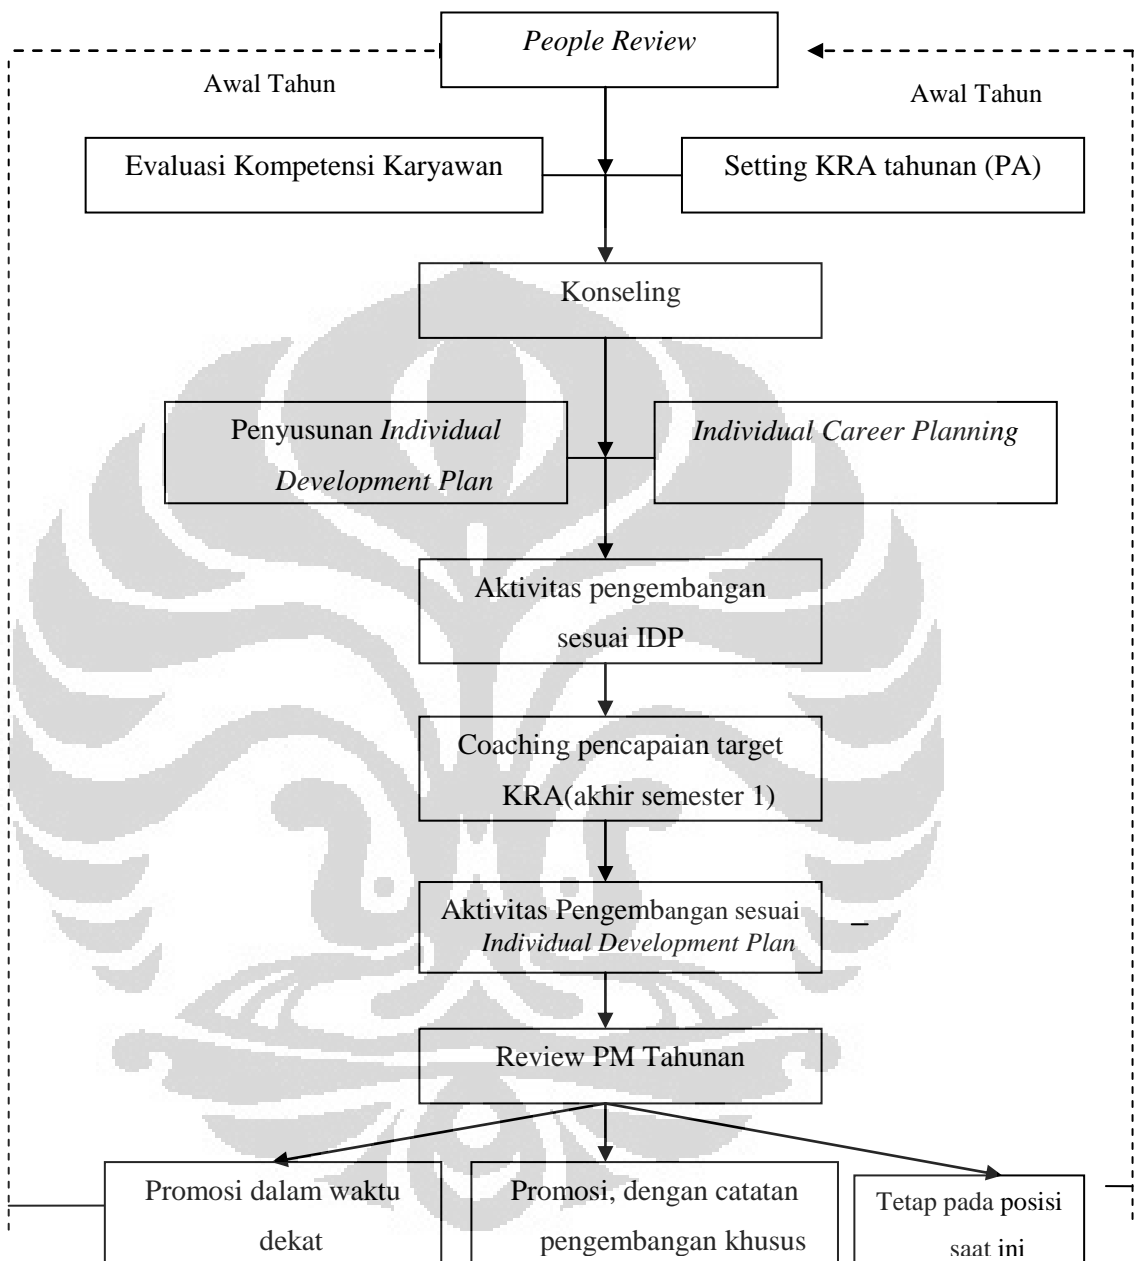 People Review
Awal Tahun
Awal Tahun
Evaluasi Kompetensi Karyawan
Setting KRA tahunan (PA)
Konseling
Penyusunan Individual
Development Plan
Individual Career Planning
Aktivitas pengembangan
sesuai IDP
Coaching pencapaian target
KRA(akhir semester 1)
Aktivitas Pengembangan sesuai
Individual Development Plan
Review PM Tahunan
Promosi dalam waktu
dekat
Promosi, dengan catatan
pengembangan khusus
Tetap pada posisi
saat ini